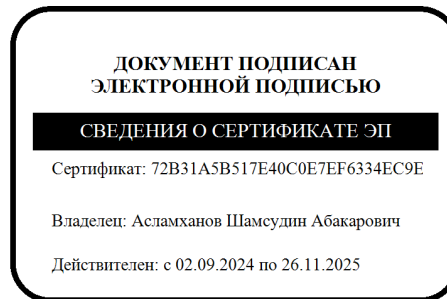 ДОКУМЕНТ ПОДПИСАН
ЭЛЕКТРОННОЙ ПОДПИСЬЮ
СВЕДЕНИЯ О СЕРТИФИКАТЕ ЭП
Сертификат: 72B31A5B517E40C0E7EF6334EC9E
Владелец: Асламханов Шамсудин Абакарович
Действителен: с 02.09.2024 по 26.11.2025